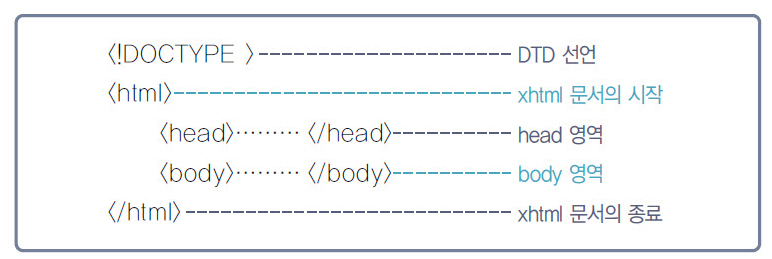 <!DOCTYPE > DTD 선언
<html> xhtml 문서의 시작
<head>⋯⋯⋯ </head> head 영역
<body>⋯⋯⋯ </body> body 영역
</html> xhtml 문서의 종료